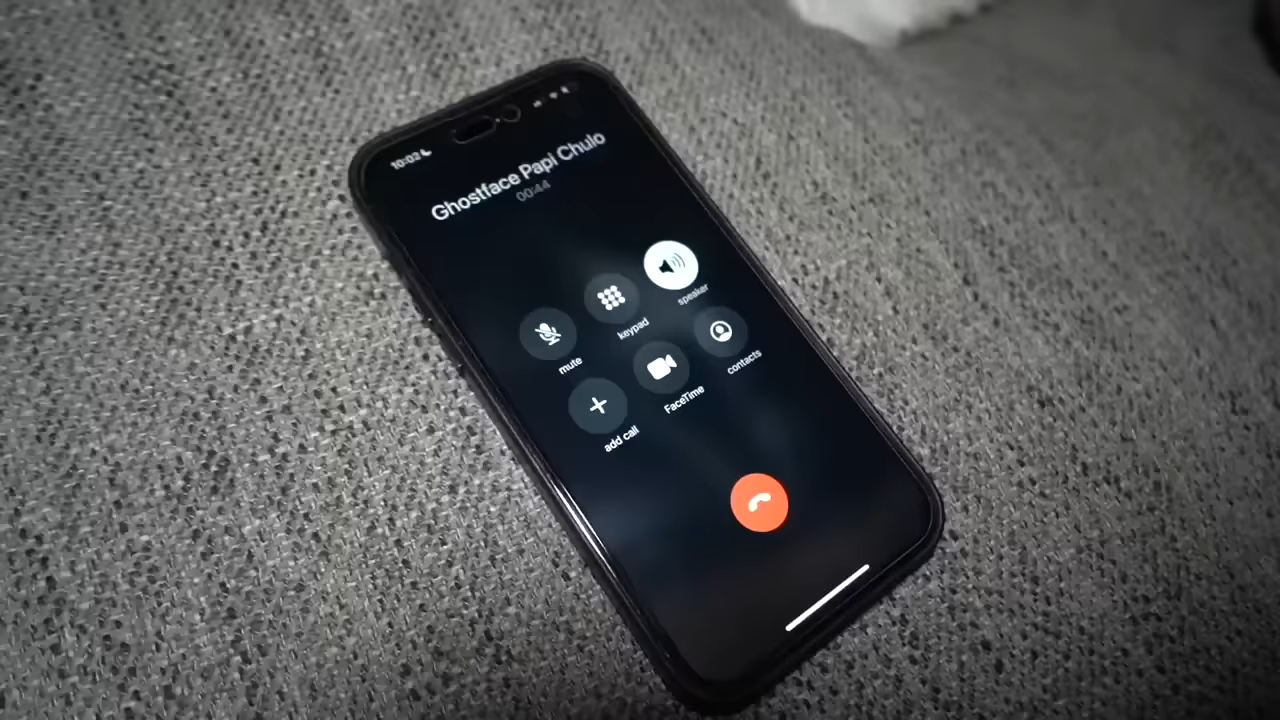 10:02
Ghostface Papi Chulo
00:44
mute
keypad
speaker
add call
FaceTime
contacts